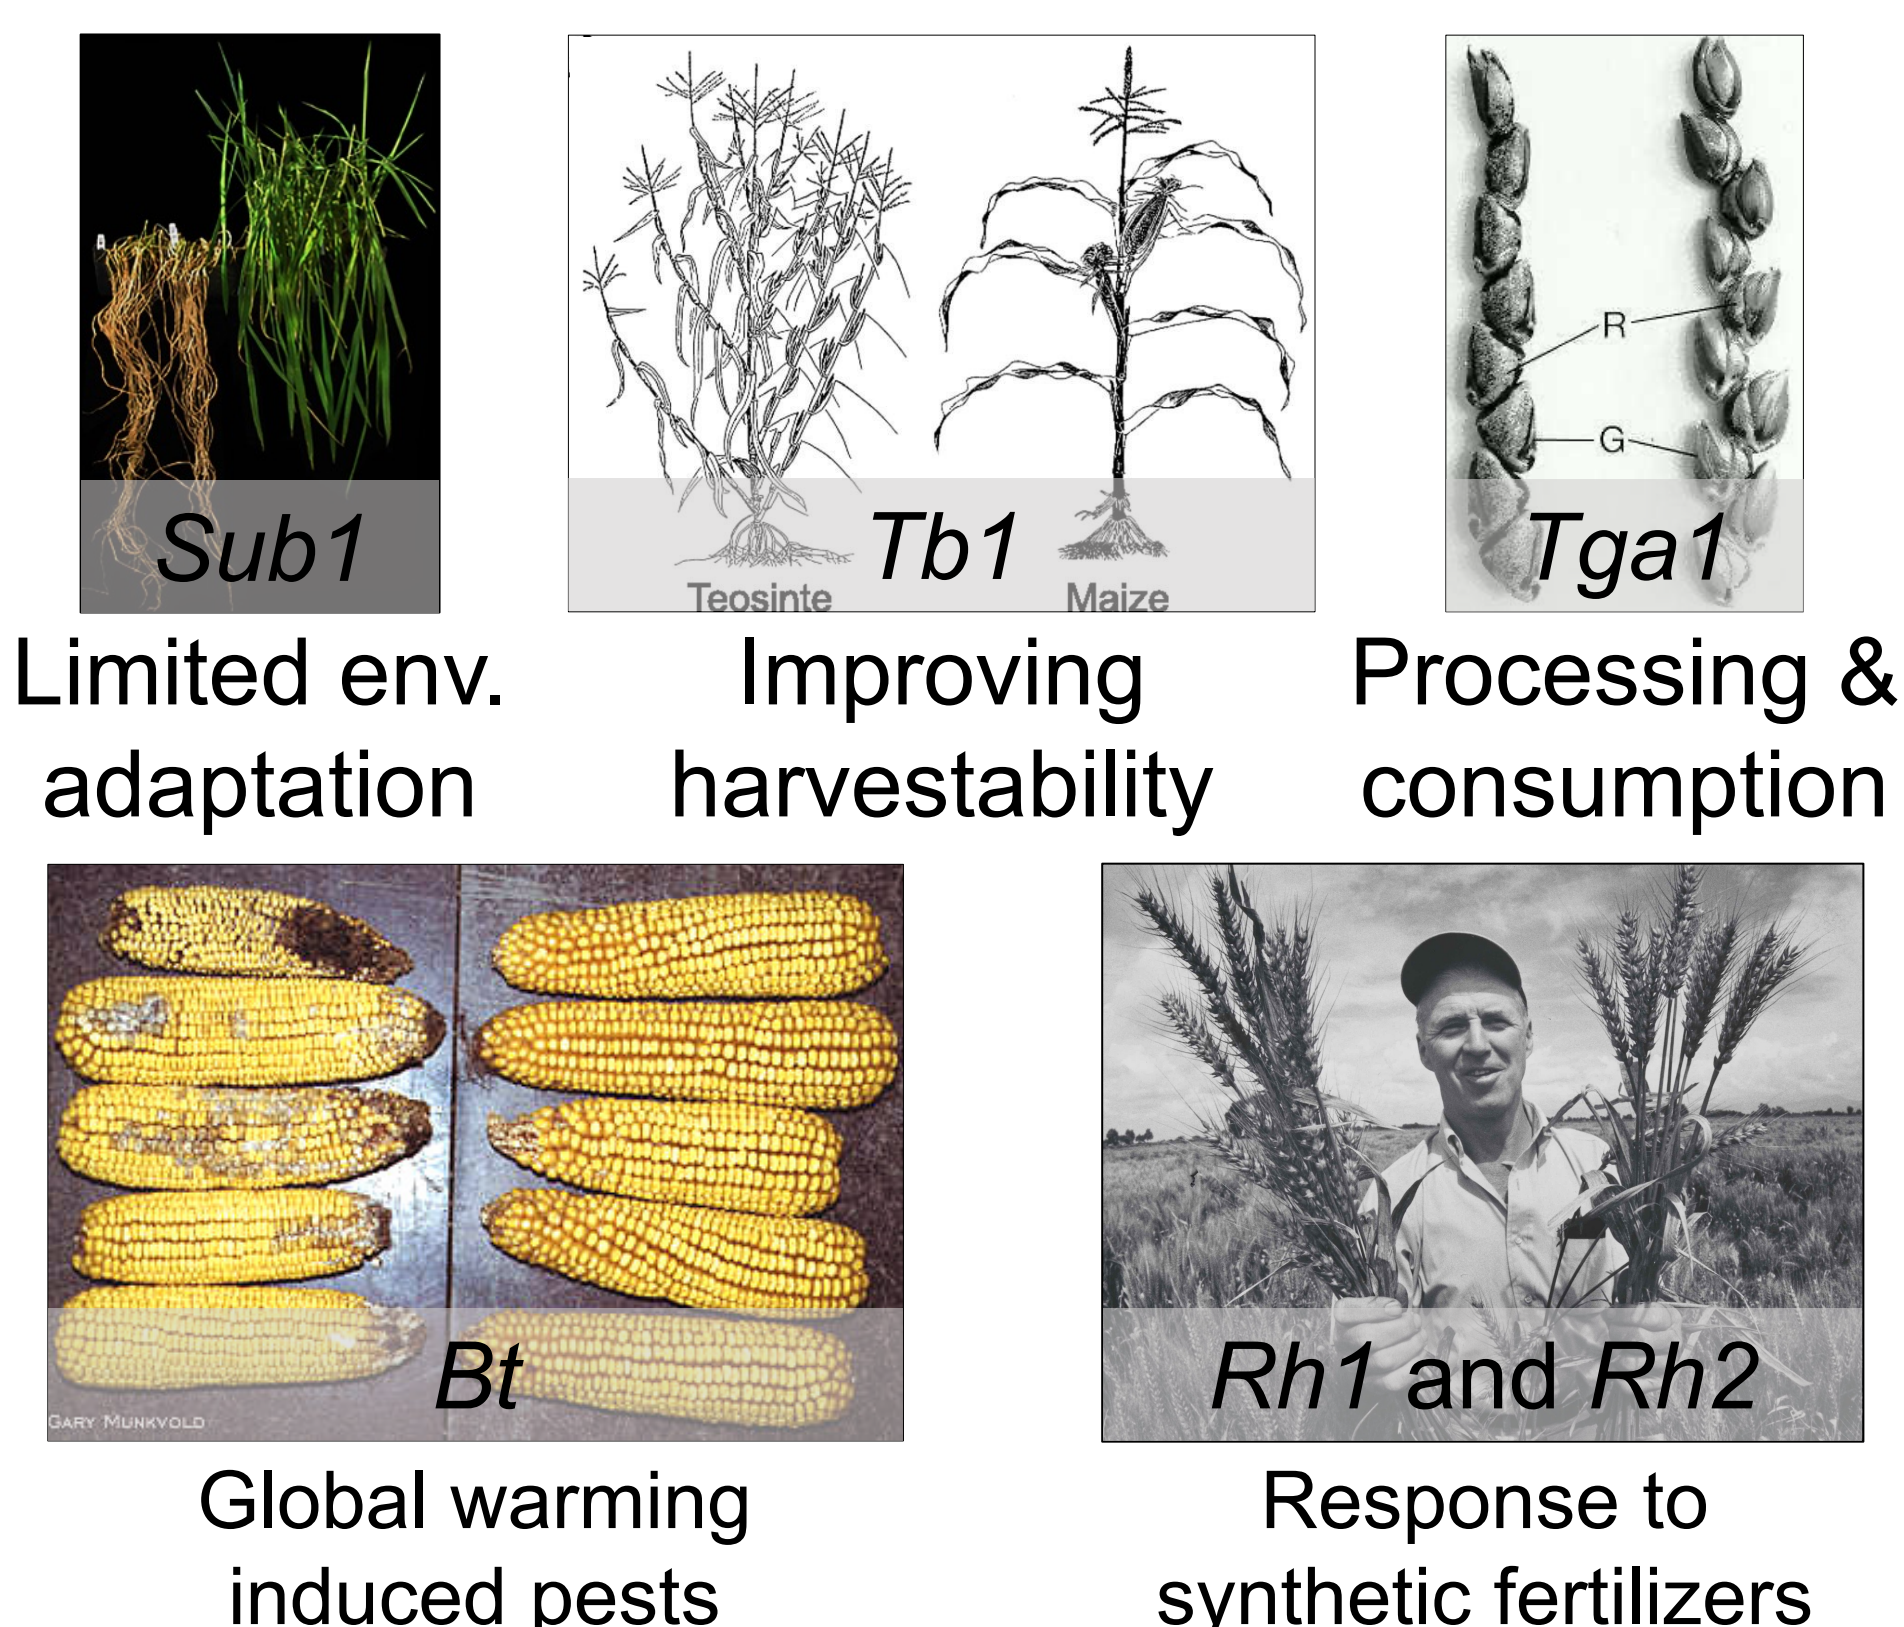 Sub1
Limited env.
adaptation
Tb1
Teosinte
Maize
Improving
harvestability
R
G
Tga1
Processing &
consumption
Bt
GARY MUNKVOLD
Global warming
induced pests
Rh1 and Rh2
Response to
synthetic fertilizers